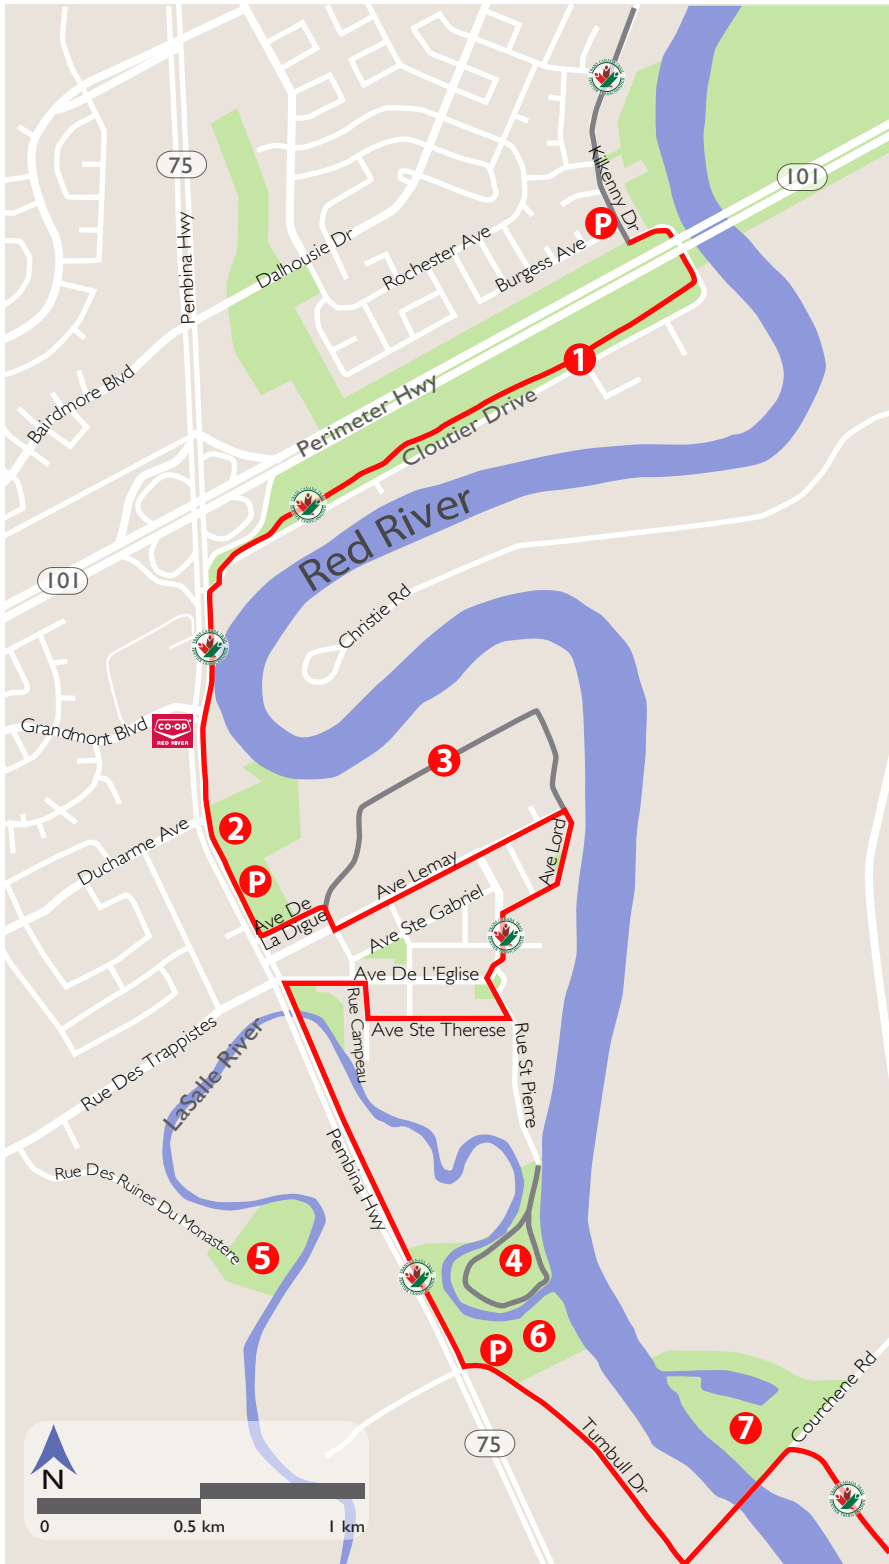 Kilkenny Dr
75
101
P
Pembina Hwy
Dalhousie Dr
Rochester Ave
Burgess Ave
Bairdmore Blvd
1
Perimeter Hwy
Cloutier Drive
Red River
101
Christie Rd
Grandmont Blvd
CO-OP
RED RIVER
3
2
Ducharme Ave
P
Ave De
La Digue
Ave Lemay
Ave Lord
Ave Ste Gabriel
Ave De L'Eglise
Rue Campeau
Ave Ste Therese
Rue St Pierre
LaSalle River
Rue Des Trappistes
Pembina Hwy
Rue Des Ruines Du Monastere
5
4
6
P
7
Courchene Rd
Turnbull Dr
75
N
0
0.5 km
1 km